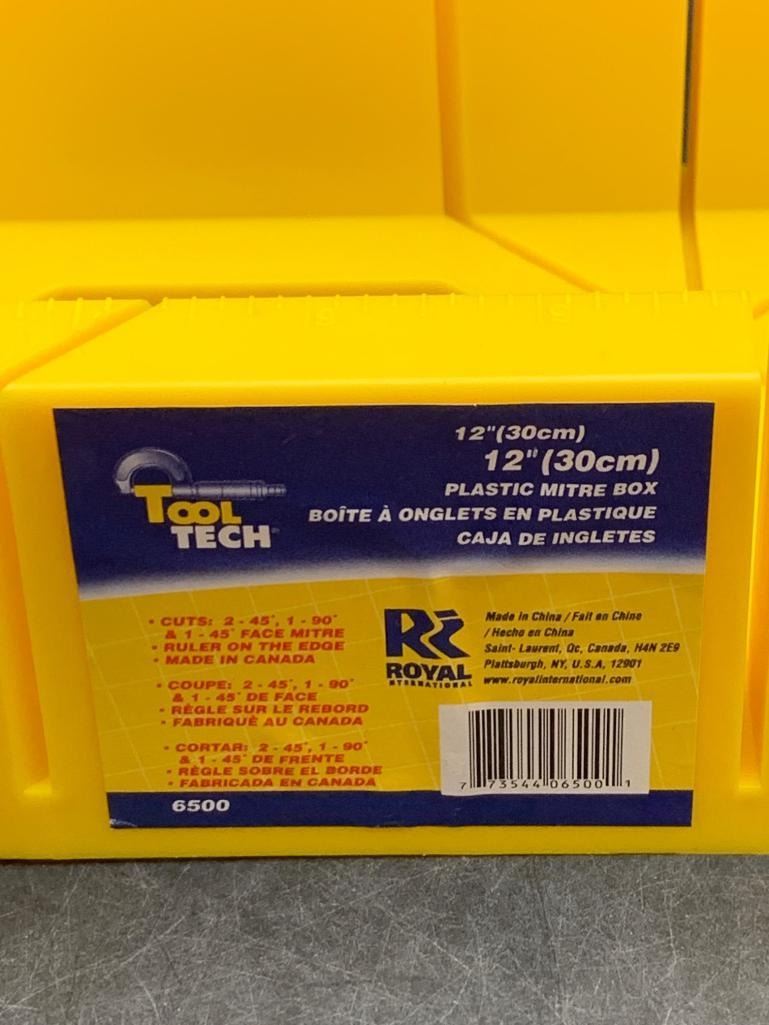 12"(30cm)
12"(30cm)
PLASTIC MITRE BOX
BOÎTE À ONGLETS EN PLASTIQUE
CAJA DE INGLETES
TOOL
TECH
• CUTS: 2 - 45°, 1 - 90°
& 1 - 45° FACE MITRE
• RULER ON THE EDGE
• MADE IN CANADA
• COUPE: 2 - 45°, 1 - 90°
& 1 - 45° DE FACE
• RÈGLE SUR LE REBORD
• FABRIQUÉ AU CANADA
• CORTAR: 2 - 45°, 1 - 90°
& 1 - 45° DE FRENTE
• RÈGLE SOBRE EL BORDE
• FABRICADA EN CANADA
6500
RI
ROYAL
INTERNATIONAL
Made in China / Fait en Chine
/ Hecho en China
Saint- Laurent, Qc, Canada, H4N 2E9
Plattsburgh, NY, U.S.A, 12901
www.royalinternational.com
7 73544 06500 1